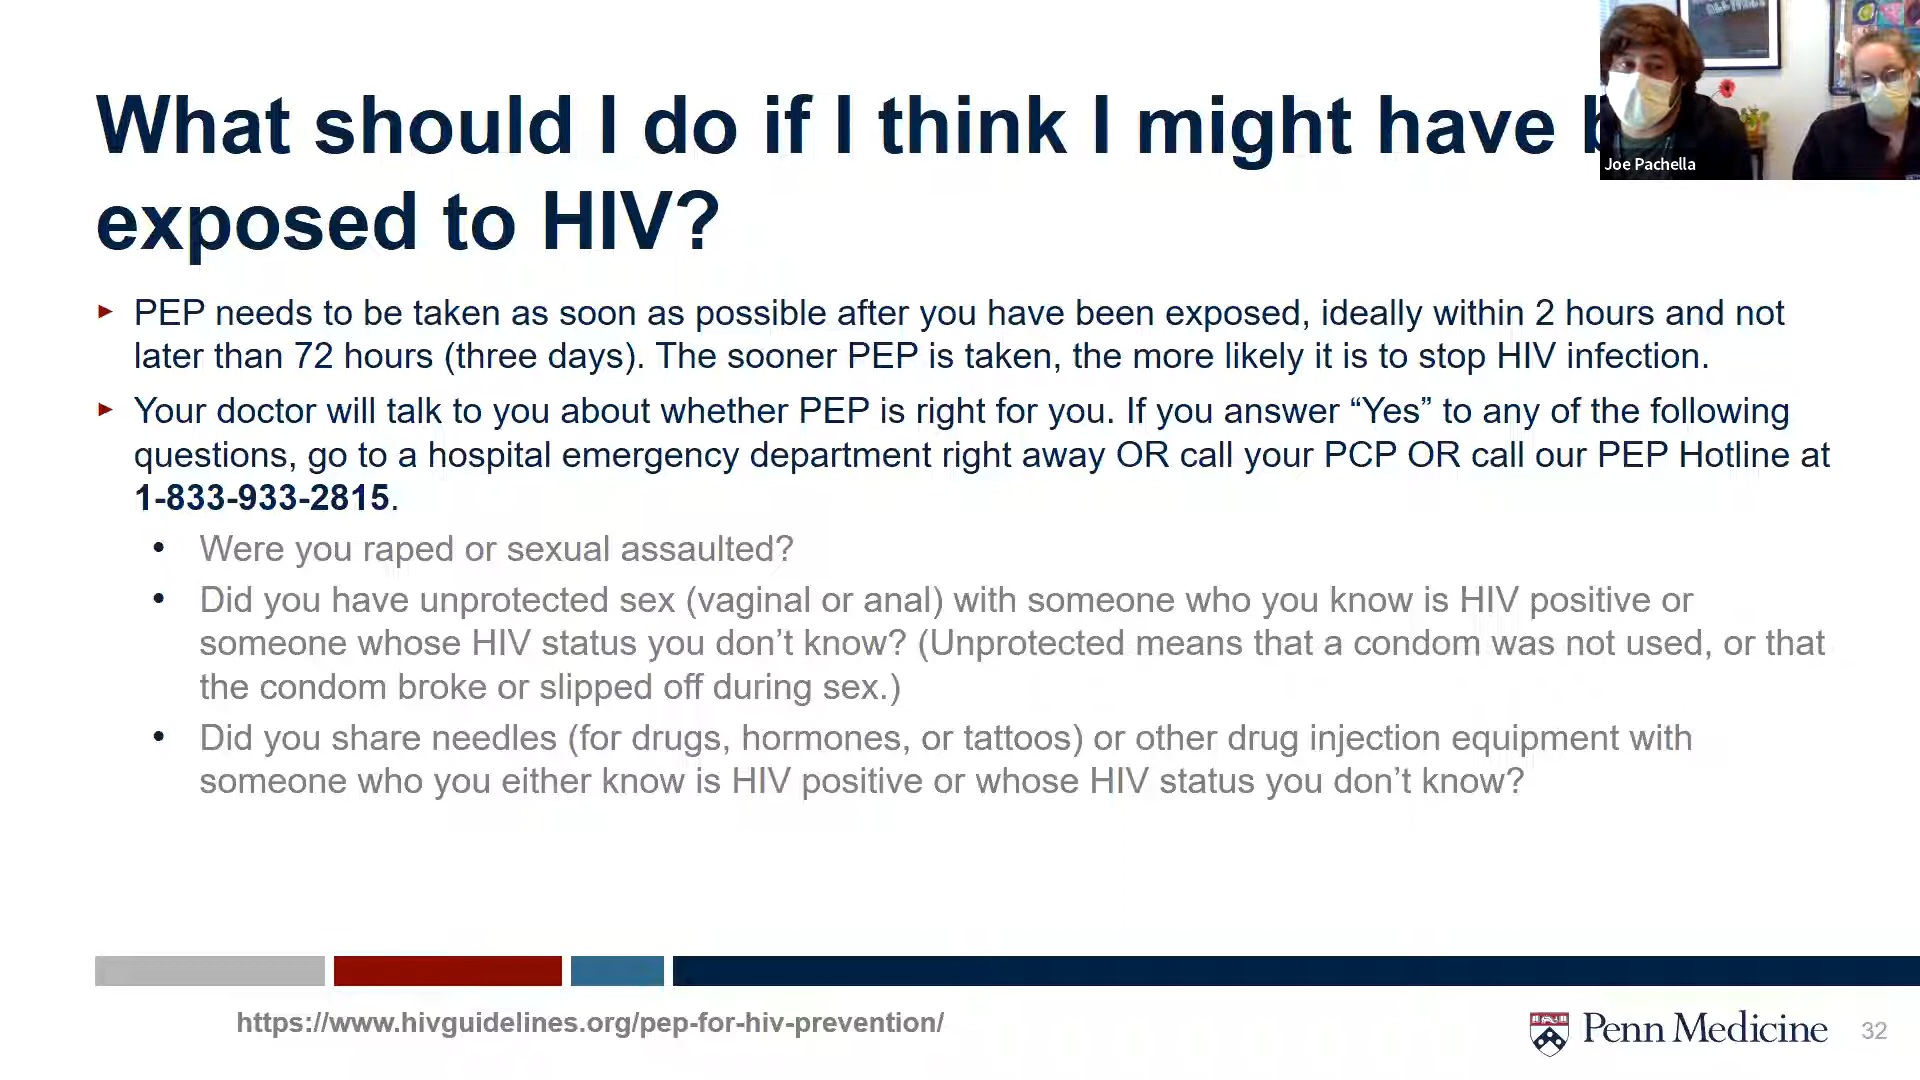 What should I do if I think I might have
exposed to HIV?
Joe Pachella
► PEP needs to be taken as soon as possible after you have been exposed, ideally within 2 hours and not
later than 72 hours (three days). The sooner PEP is taken, the more likely it is to stop HIV infection.
► Your doctor will talk to you about whether PEP is right for you. If you answer “Yes” to any of the following
questions, go to a hospital emergency department right away OR call your PCP OR call our PEP Hotline at
1-833-933-2815.
• Were you raped or sexual assaulted?
• Did you have unprotected sex (vaginal or anal) with someone who you know is HIV positive or
someone whose HIV status you don’t know? (Unprotected means that a condom was not used, or that
the condom broke or slipped off during sex.)
• Did you share needles (for drugs, hormones, or tattoos) or other drug injection equipment with
someone who you either know is HIV positive or whose HIV status you don’t know?
https://www.hivguidelines.org/pep-for-hiv-prevention/
Penn Medicine
32